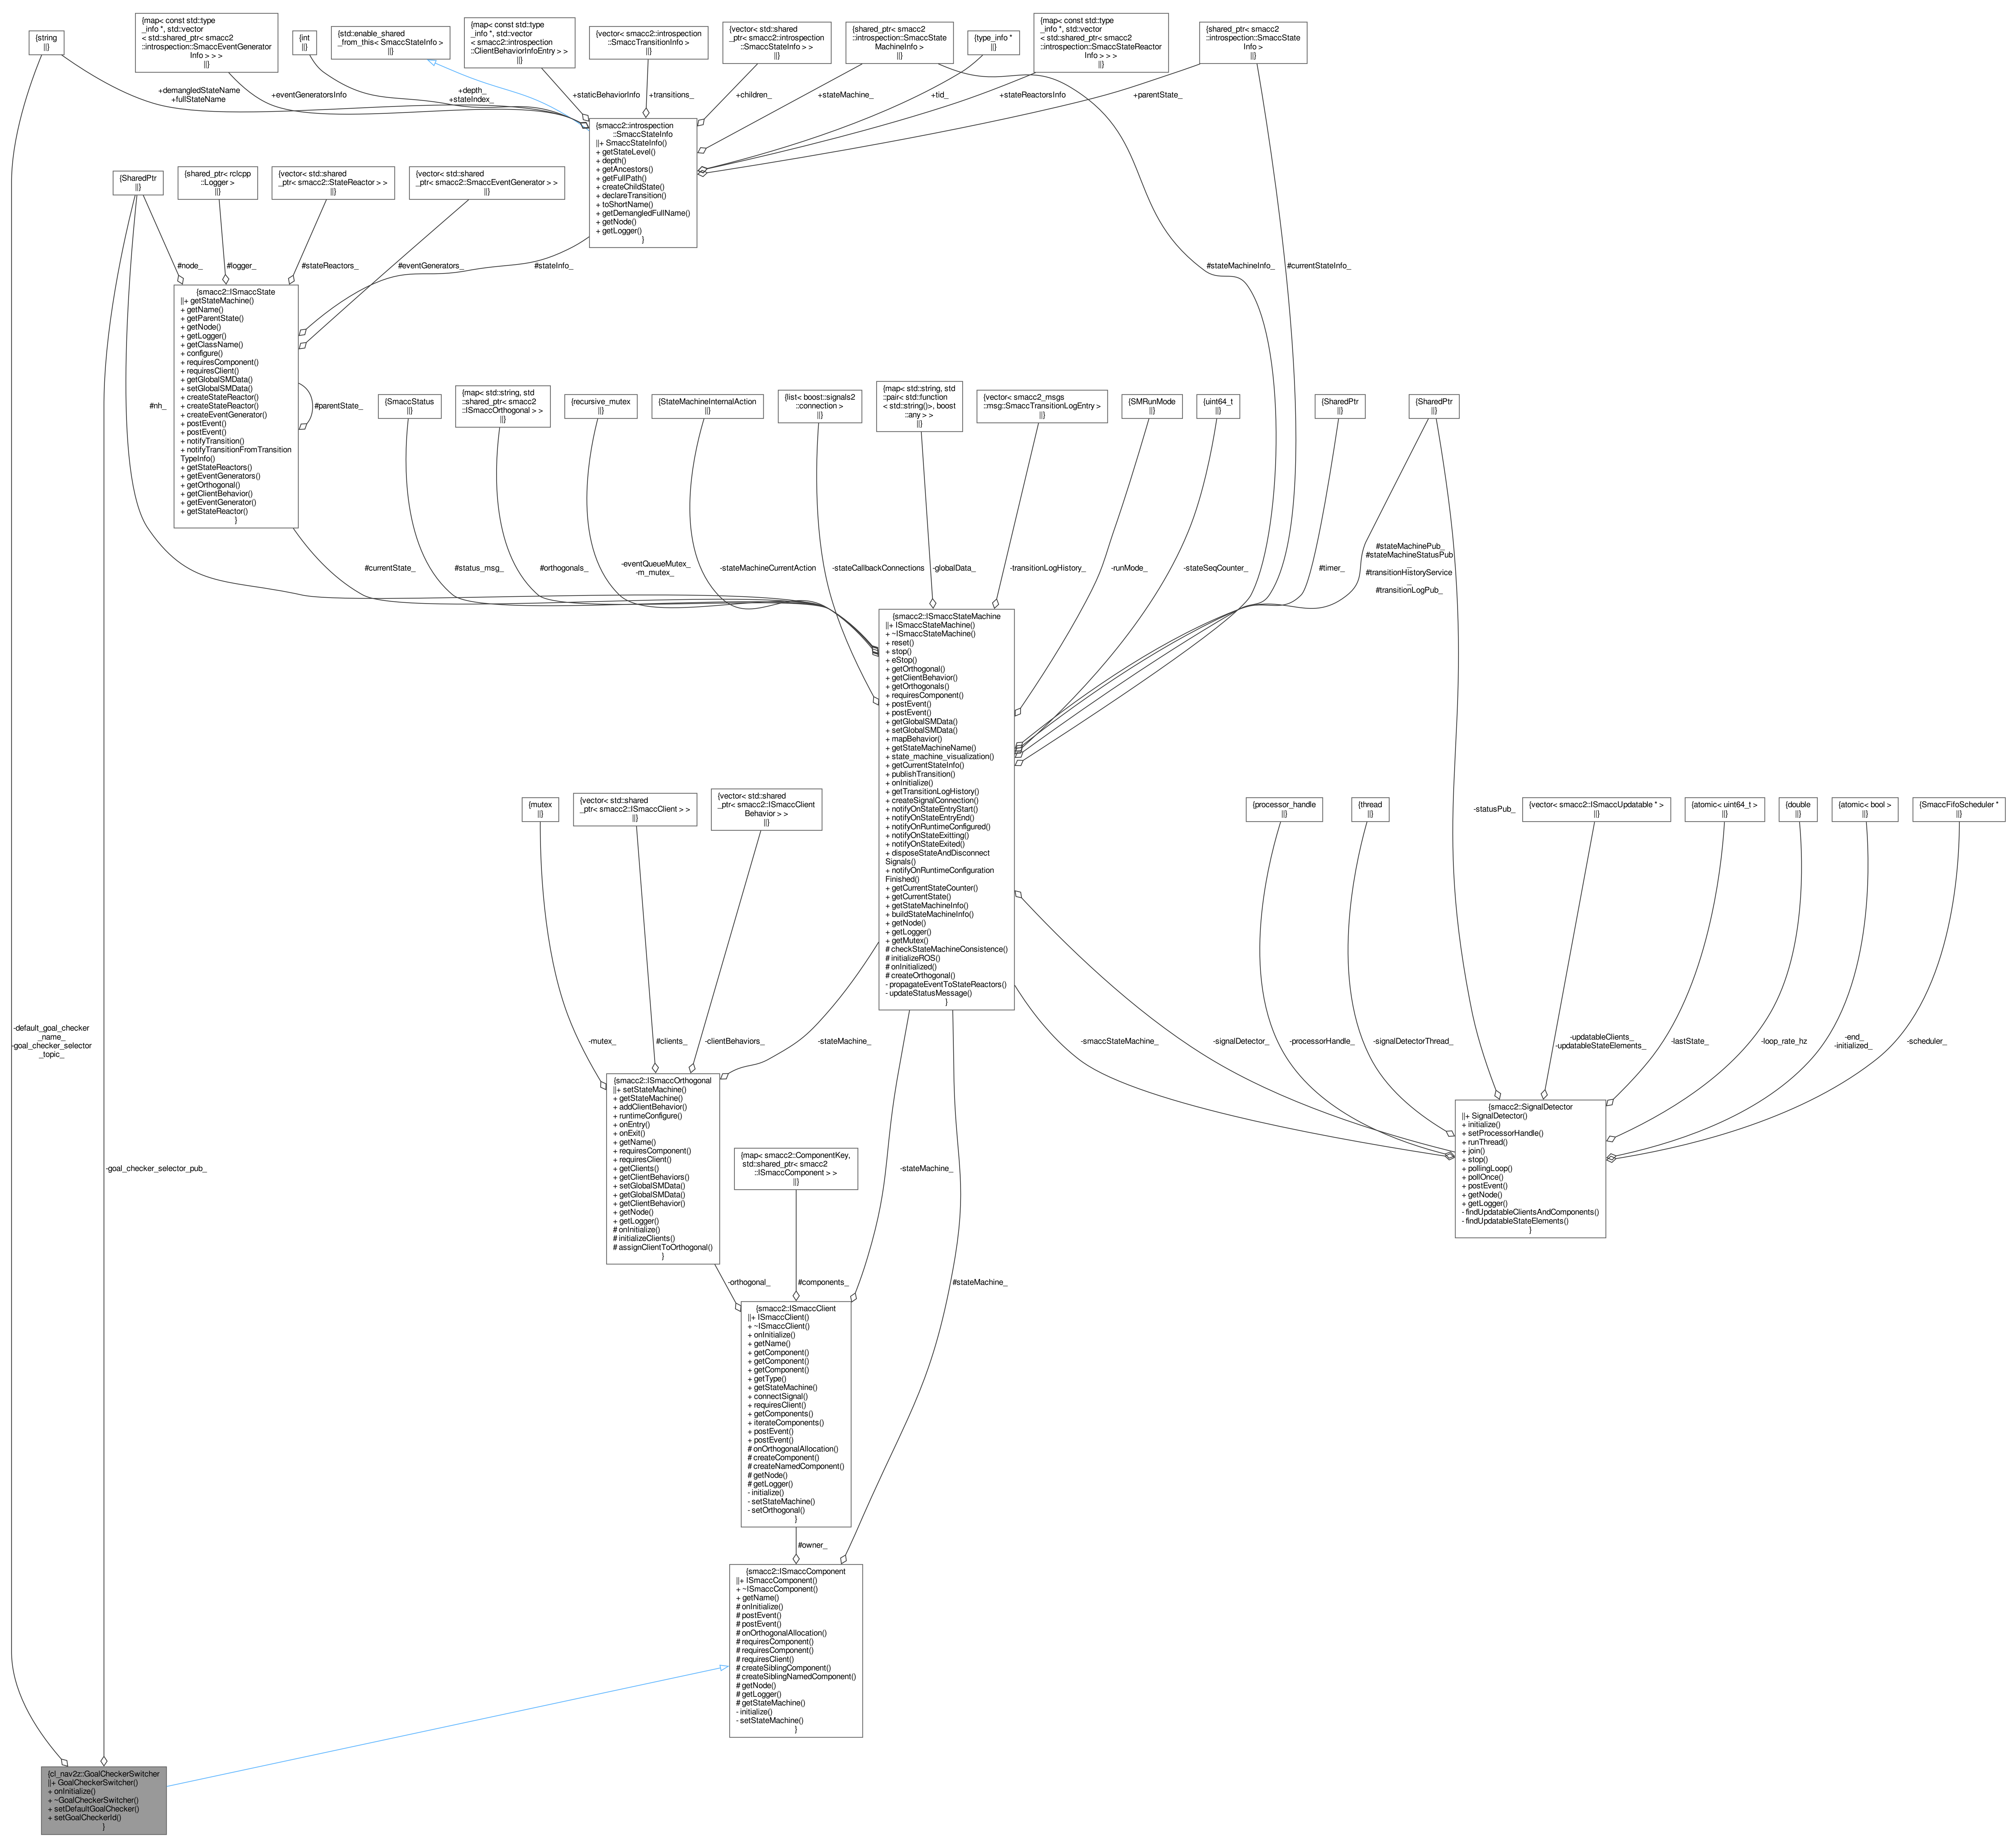 {string
||}
{map< const std::type
_info *, std::vector
< std::shared_ptr< smacc2
::introspection::SmaccEventGenerator
Info > > >
||}
{int
||}
{std::enable_shared
_from_this< SmaccStateInfo >
||}
{map< const std::type
_info *, std::vector
< smacc2::introspection
::ClientBehaviorInfoEntry > >
||}
{vector< smacc2::introspection
::SmaccTransitionInfo >
||}
{vector< std::shared
_ptr< smacc2::introspection
::SmaccStateInfo > >
||}
{shared_ptr< smacc2
::introspection::SmaccState
MachineInfo >
||}
{type_info *
||}
{map< const std::type
_info *, std::vector
< std::shared_ptr< smacc2
::introspection::SmaccStateReactor
Info > > >
||}
{shared_ptr< smacc2
::introspection::SmaccState
Info >
||}
+demangledStateName
+fullStateName
+eventGeneratorsInfo
+depth_
+stateIndex_
+staticBehaviorInfo
+transitions_
+children_
+stateMachine_
+tid_
+stateReactorsInfo
+parentState_
{smacc2::introspection
::SmaccStateInfo
||+ SmaccStateInfo()
+ getStateLevel()
+ depth()
+ getAncestors()
+ getFullPath()
+ createChildState()
+ declareTransition()
+ toShortName()
+ getDemangledFullName()
+ getNode()
+ getLogger()
}
{SharedPtr
||}
{shared_ptr< rclcpp
::Logger >
||}
{vector< std::shared
_ptr< smacc2::StateReactor > >
||}
{vector< std::shared
_ptr< smacc2::SmaccEventGenerator > >
||}
#node_
#logger_
#stateReactors_
#eventGenerators_
#stateInfo_
#stateMachineInfo_
#currentStateInfo_
{smacc2::ISmaccState
||+ getStateMachine()
+ getName()
+ getParentState()
+ getNode()
+ getLogger()
+ getClassName()
+ configure()
+ requiresComponent()
+ requiresClient()
+ getGlobalSMData()
+ setGlobalSMData()
+ createStateReactor()
+ createStateReactor()
+ createEventGenerator()
+ postEvent()
+ postEvent()
+ notifyTransition()
+ notifyTransitionFromTransition
TypeInfo()
+ getStateReactors()
+ getEventGenerators()
+ getOrthogonal()
+ getClientBehavior()
+ getEventGenerator()
+ getStateReactor()
}
#nh_
#parentState_
{SmaccStatus
||}
{map< std::string, std
::shared_ptr< smacc2
::ISmaccOrthogonal > >
||}
{recursive_mutex
||}
{StateMachineInternalAction
||}
{list< boost::signals2
::connection >
||}
{map< std::string, std
::pair< std::function
< std::string()>, boost
::any > >
||}
{vector< smacc2_msgs
::msg::SmaccTransitionLogEntry >
||}
{SMRunMode
||}
{uint64_t
||}
{SharedPtr
||}
{SharedPtr
||}
#currentState_
#status_msg_
#orthogonals_
-eventQueueMutex_
-m_mutex_
-stateMachineCurrentAction
-stateCallbackConnections
-globalData_
-transitionLogHistory_
-runMode_
-stateSeqCounter_
#timer_
#stateMachinePub_
#stateMachineStatusPub
_
#transitionHistoryService
_
#transitionLogPub_
{smacc2::ISmaccStateMachine
||+ ISmaccStateMachine()
+ ~ISmaccStateMachine()
+ reset()
+ stop()
+ eStop()
+ getOrthogonal()
+ getClientBehavior()
+ getOrthogonals()
+ requiresComponent()
+ postEvent()
+ postEvent()
+ getGlobalSMData()
+ setGlobalSMData()
+ mapBehavior()
+ getStateMachineName()
+ state_machine_visualization()
+ getCurrentStateInfo()
+ publishTransition()
+ onInitialize()
+ getTransitionLogHistory()
+ createSignalConnection()
+ notifyOnStateEntryStart()
+ notifyOnStateEntryEnd()
+ notifyOnRuntimeConfigured()
+ notifyOnStateExitting()
+ notifyOnStateExited()
+ disposeStateAndDisconnect
Signals()
+ notifyOnRuntimeConfiguration
Finished()
+ getCurrentStateCounter()
+ getCurrentState()
+ getStateMachineInfo()
+ buildStateMachineInfo()
+ getNode()
+ getLogger()
+ getMutex()
# checkStateMachineConsistence()
# initializeROS()
# onInitialized()
# createOrthogonal()
- propagateEventToStateReactors()
- updateStatusMessage()
}
{mutex
||}
{vector< std::shared
_ptr< smacc2::ISmaccClient > >
||}
{vector< std::shared
_ptr< smacc2::ISmaccClient
Behavior > >
||}
{processor_handle
||}
{thread
||}
-statusPub_
{vector< smacc2::ISmaccUpdatable * >
||}
{atomic< uint64_t >
||}
{double
||}
{atomic< bool >
||}
{SmaccFifoScheduler *
||}
-default_goal_checker
_name_
-goal_checker_selector
_topic_
-mutex_
#clients_
-clientBehaviors_
-stateMachine_
-smaccStateMachine_
-signalDetector_
-processorHandle_
-signalDetectorThread_
-updatableClients_
-updatableStateElements_
-lastState_
-loop_rate_hz
-end_
-initialized_
-scheduler_
{smacc2::ISmaccOrthogonal
||+ setStateMachine()
+ getStateMachine()
+ addClientBehavior()
+ runtimeConfigure()
+ onEntry()
+ onExit()
+ getName()
+ requiresComponent()
+ requiresClient()
+ getClients()
+ getClientBehaviors()
+ setGlobalSMData()
+ getGlobalSMData()
+ getClientBehavior()
+ getNode()
+ getLogger()
# onInitialize()
# initializeClients()
# assignClientToOrthogonal()
}
{smacc2::SignalDetector
||+ SignalDetector()
+ initialize()
+ setProcessorHandle()
+ runThread()
+ join()
+ stop()
+ pollingLoop()
+ pollOnce()
+ postEvent()
+ getNode()
+ getLogger()
- findUpdatableClientsAndComponents()
- findUpdatableStateElements()
}
{map< smacc2::ComponentKey,
std::shared_ptr< smacc2
::ISmaccComponent > >
||}
-goal_checker_selector_pub_
-stateMachine_
-orthogonal_
#components_
#stateMachine_
{smacc2::ISmaccClient
||+ ISmaccClient()
+ ~ISmaccClient()
+ onInitialize()
+ getName()
+ getComponent()
+ getComponent()
+ getComponent()
+ getType()
+ getStateMachine()
+ connectSignal()
+ requiresClient()
+ getComponents()
+ iterateComponents()
+ postEvent()
+ postEvent()
# onOrthogonalAllocation()
# createComponent()
# createNamedComponent()
# getNode()
# getLogger()
- initialize()
- setStateMachine()
- setOrthogonal()
}
#owner_
{smacc2::ISmaccComponent
||+ ISmaccComponent()
+ ~ISmaccComponent()
+ getName()
# onInitialize()
# postEvent()
# postEvent()
# onOrthogonalAllocation()
# requiresComponent()
# requiresComponent()
# requiresClient()
# createSiblingComponent()
# createSiblingNamedComponent()
# getNode()
# getLogger()
# getStateMachine()
- initialize()
- setStateMachine()
}
{cl_nav2z::GoalCheckerSwitcher
||+ GoalCheckerSwitcher()
+ onInitialize()
+ ~GoalCheckerSwitcher()
+ setDefaultGoalChecker()
+ setGoalCheckerId()
}